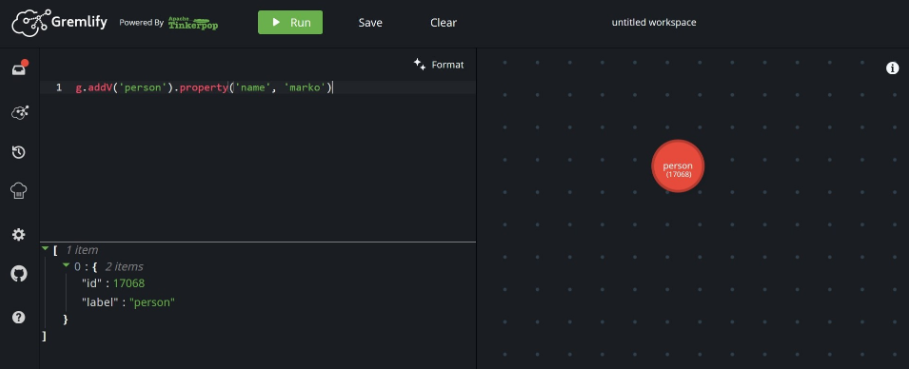 Gremlify Powered By Apache Tinkerpop Run Save Clear untitled workspace
Format
1 g.addV('person').property('name', 'marko')
person
(17068)
[ 1 item
0 : { 2 items
"id" : 17068
"label" : "person"
}
]